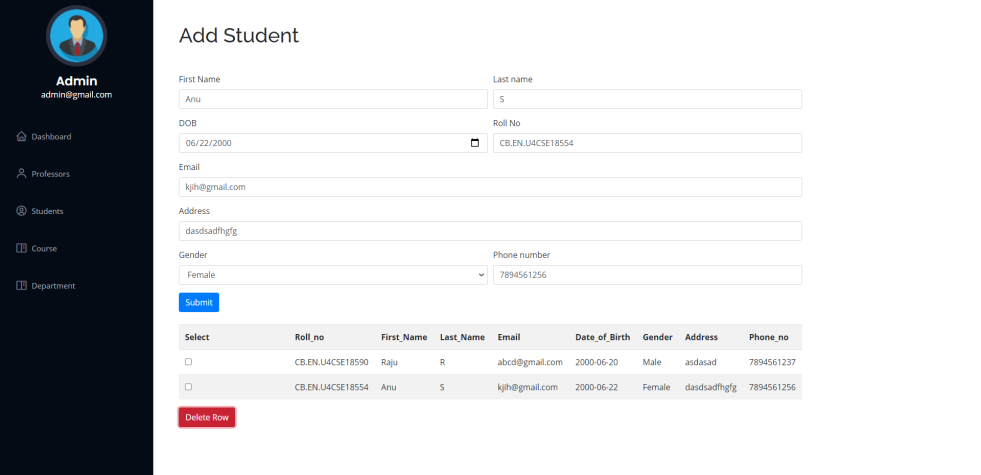 Admin
admin@gmail.com
Dashboard
Professors
Students
Course
Department
Add Student
First Name Last name
Anu S
DOB Roll No
06/22/2000 CB.EN.U4CSE18554
Email
kjih@gmail.com
Address
dasdsadfhgfg
Gender Phone number
Female 7894561256
Submit
Select Roll_no First_Name Last_Name Email Date_of_Birth Gender Address Phone_no
CB.EN.U4CSE18590 Raju R abcd@gmail.com 2000-06-20 Male asdasad 7894561237
CB.EN.U4CSE18554 Anu S kjih@gmail.com 2000-06-22 Female dasdsadfhgfg 7894561256
Delete Row